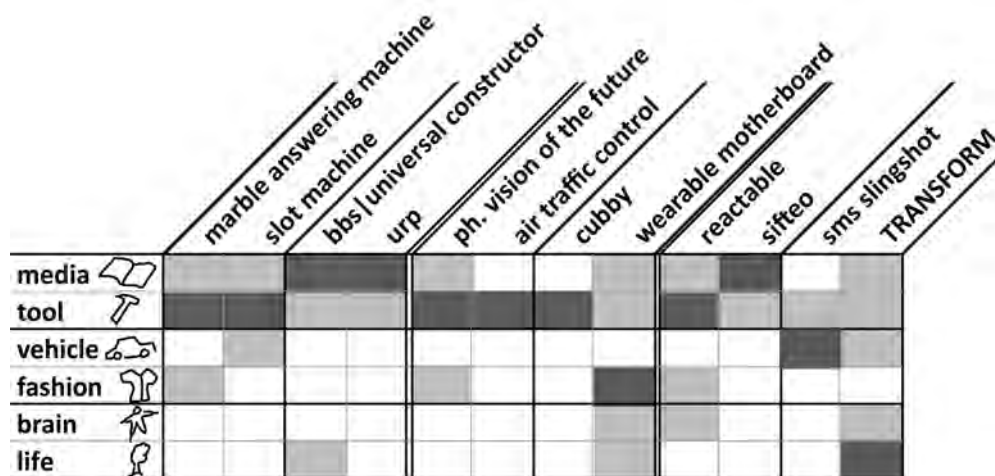 marble answering machine
slot machine
bbs|universal constructor
urp
ph. vision of the future
air traffic control
cubby
wearable motherboard
reactable
sifteo
sms slingshot
TRANSFORM
media
tool
vehicle
fashion
brain
life